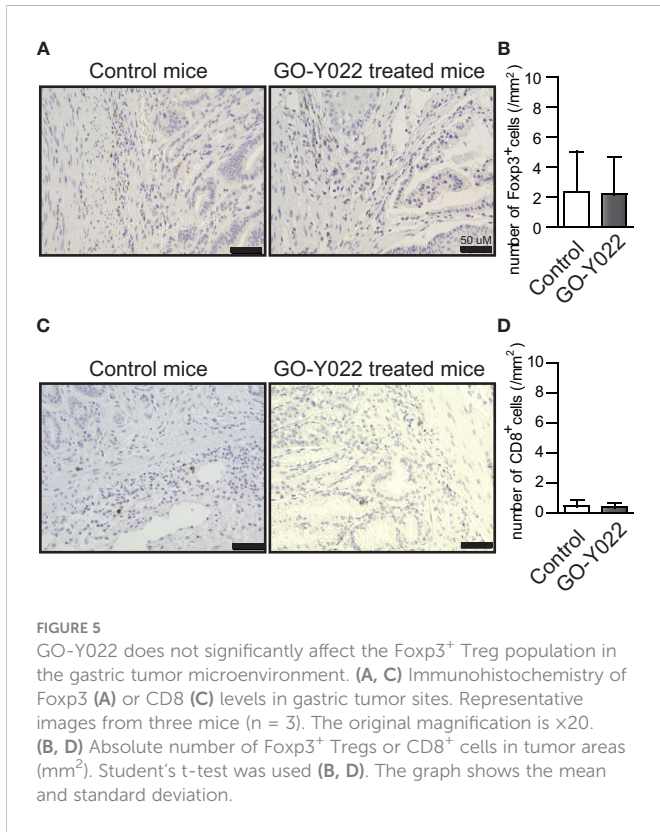 A
B
Control mice
GO-Y022 treated mice
50 uM
number of Foxp3⁺ cells (/mm²)
10
8
6
4
2
0
Control
GO-Y022
C
D
Control mice
GO-Y022 treated mice
number of CD8⁺ cells (/mm²)
10
8
6
4
2
0
Control
GO-Y022
FIGURE 5
GO-Y022 does not significantly affect the Foxp3⁺ Treg population in
the gastric tumor microenvironment. (A, C) Immunohistochemistry of
Foxp3 (A) or CD8 (C) levels in gastric tumor sites. Representative
images from three mice (n = 3). The original magnification is ×20.
(B, D) Absolute number of Foxp3⁺ Tregs or CD8⁺ cells in tumor areas
(mm²). Student’s t-test was used (B, D). The graph shows the mean
and standard deviation.